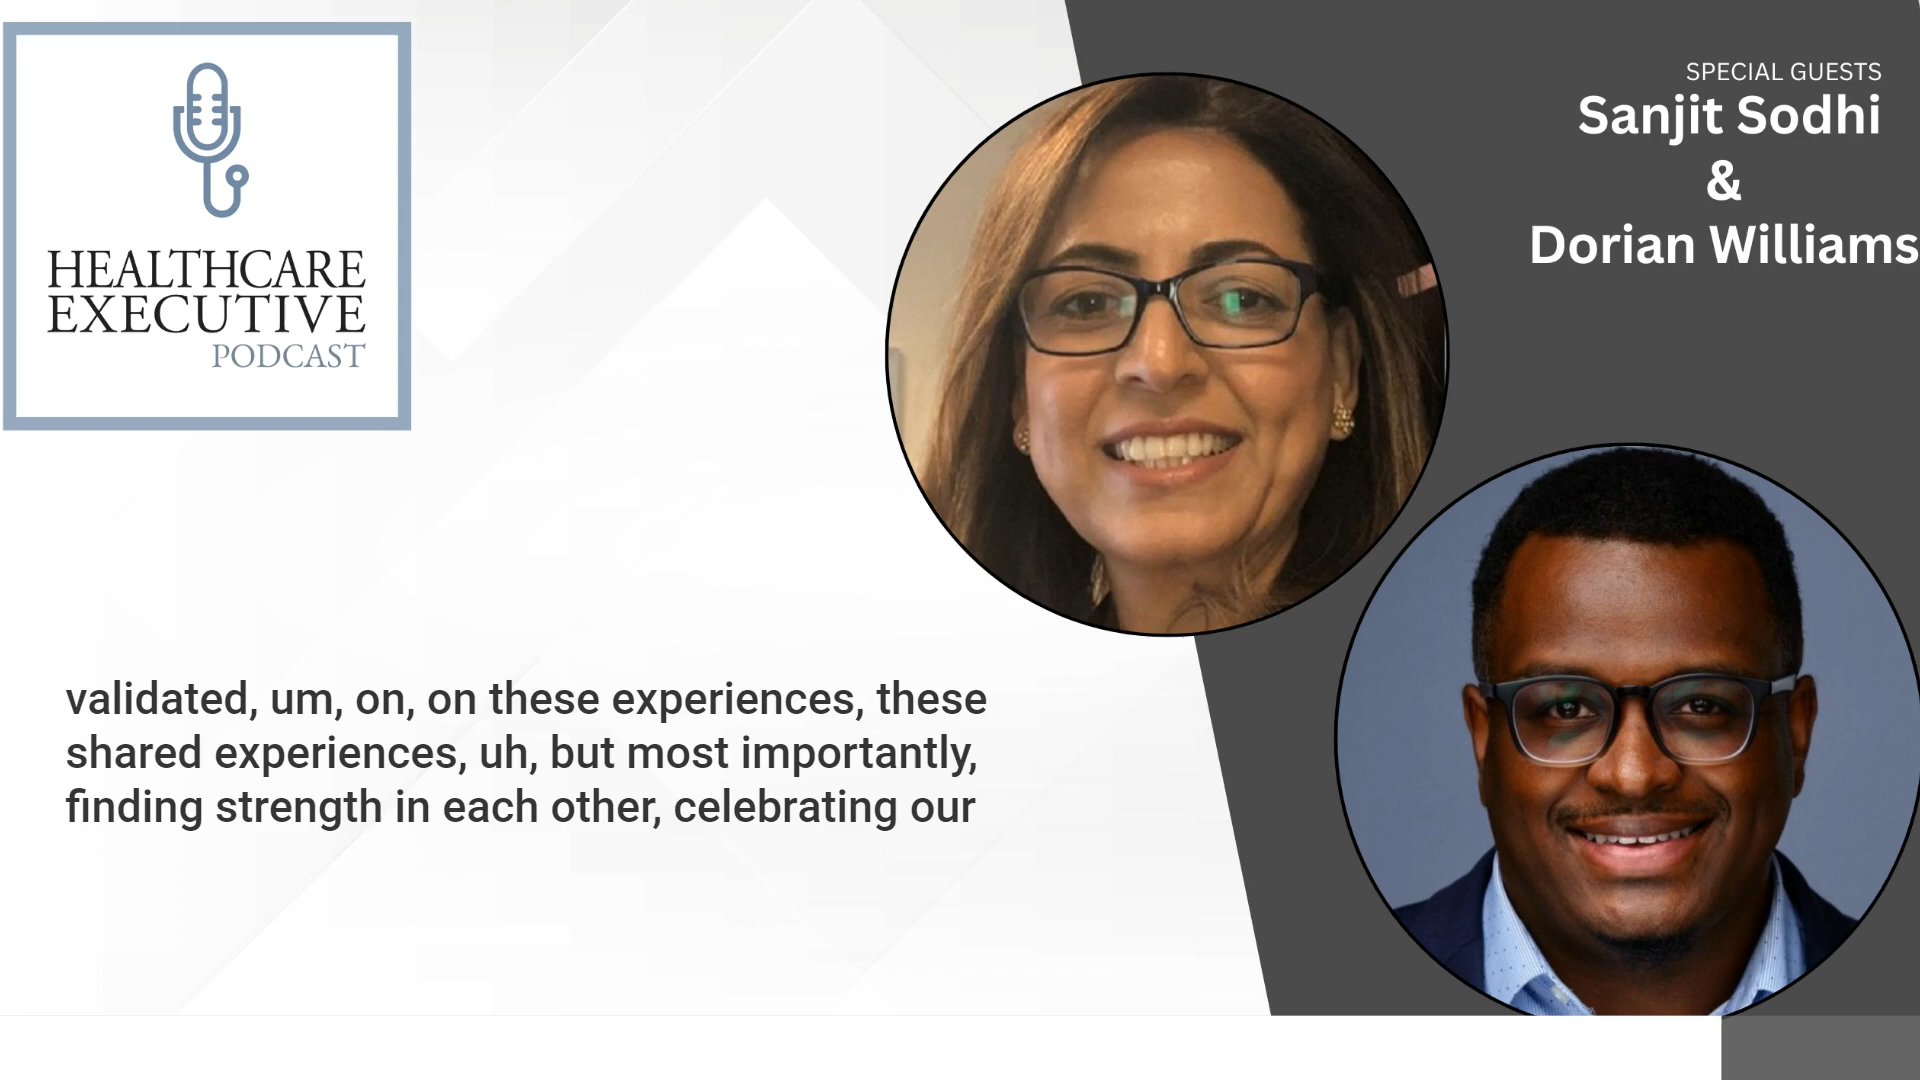 HEALTHCARE
EXECUTIVE
PODCAST
SPECIAL GUESTS
Sanjit Sodhi
&
Dorian Williams
validated, um, on, on these experiences, these
shared experiences, uh, but most importantly,
finding strength in each other, celebrating our